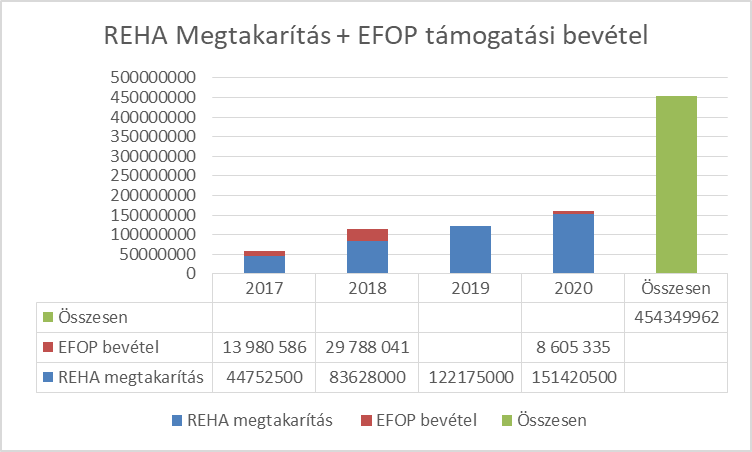 REHA Megtakarítás + EFOP támogatási bevétel
500000000
450000000
400000000
350000000
300000000
250000000
200000000
150000000
100000000
50000000
0
2017 2018 2019 2020 Összesen
Összesen 454349962
EFOP bevétel 13 980 586 29 788 041 8 605 335
REHA megtakarítás 44752500 83628000 122175000 151420500
REHA megtakarítás EFOP bevétel Összesen